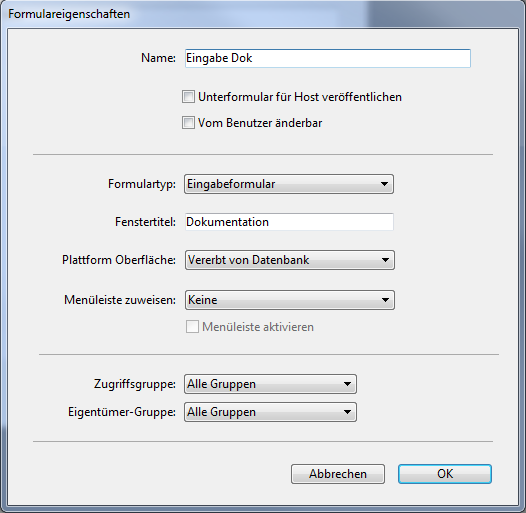 Formulareigenschaften
Name: Eingabe Dok
Unterformular für Host veröffentlichen
Vom Benutzer änderbar
Formulartyp: Eingabeformular
Fenstertitel: Dokumentation
Plattform Oberfläche: Vererbt von Datenbank
Menüleiste zuweisen: Keine
Menüleiste aktivieren
Zugriffsgruppe: Alle Gruppen
Eigentümer-Gruppe: Alle Gruppen
Abbrechen OK